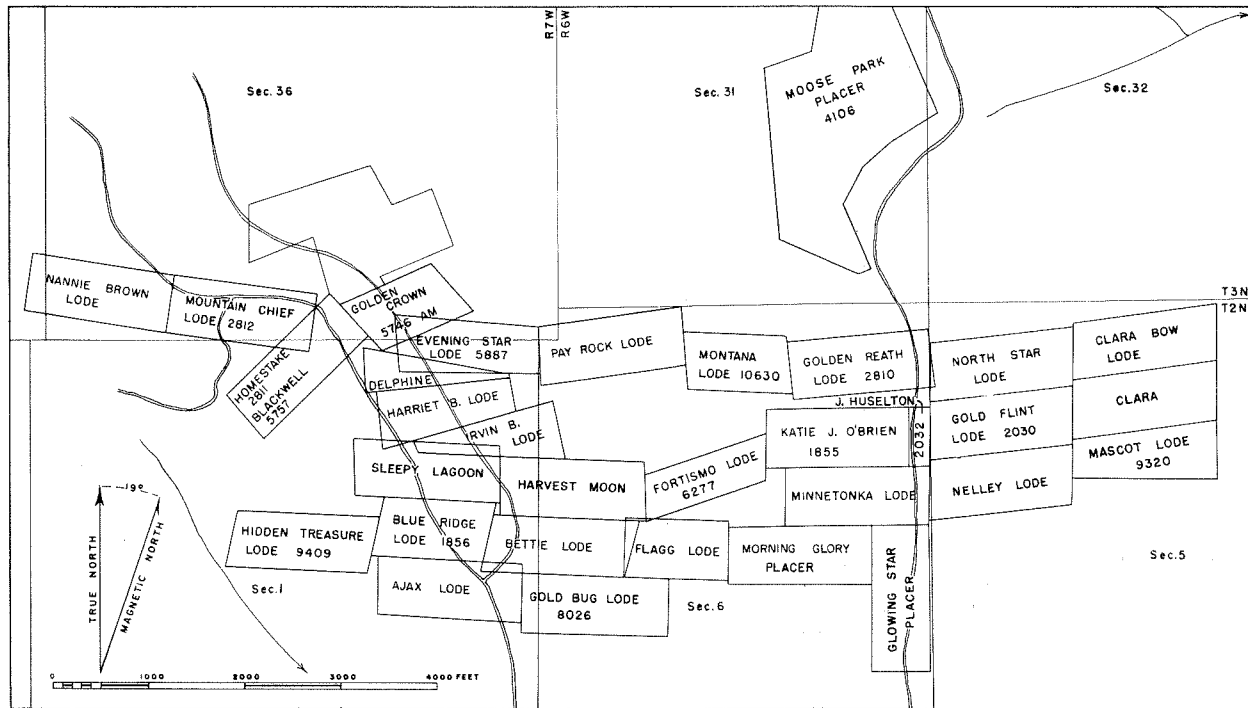 R7W
R6W
Sec. 36
Sec. 31
MOOSE PARK
PLACER
4106
Sec. 32
T3N
T2N
NANNIE BROWN
LODE
MOUNTAIN CHIEF
LODE 2812
GOLDEN
CROWN
5746 AM
HOMESTAKE
2811
BLACKWELL
5757
EVENING STAR
LODE 5887
PAY ROCK LODE
MONTANA
LODE 10630
GOLDEN REATH
LODE 2810
NORTH STAR
LODE
CLARA BOW
LODE
DELPHINE
HARRIET B. LODE
IRVIN B.
LODE
J. HUSELTON
2032
KATIE J. O'BRIEN
1855
GOLD FLINT
LODE 2030
CLARA
MASCOT LODE
9320
SLEEPY LAGOON
HARVEST MOON
FORTISMO LODE
6277
MINNETONKA LODE
NELLEY LODE
HIDDEN TREASURE
LODE 9409
BLUE RIDGE
LODE 1856
BETTIE LODE
FLAGG LODE
MORNING GLORY
PLACER
GLOWING STAR
PLACER
Sec. 5
AJAX LODE
GOLD BUG LODE
8026
Sec. 6
Sec. 1
19°
TRUE NORTH
MAGNETIC NORTH
0 1000 2000 3000 4000 FEET